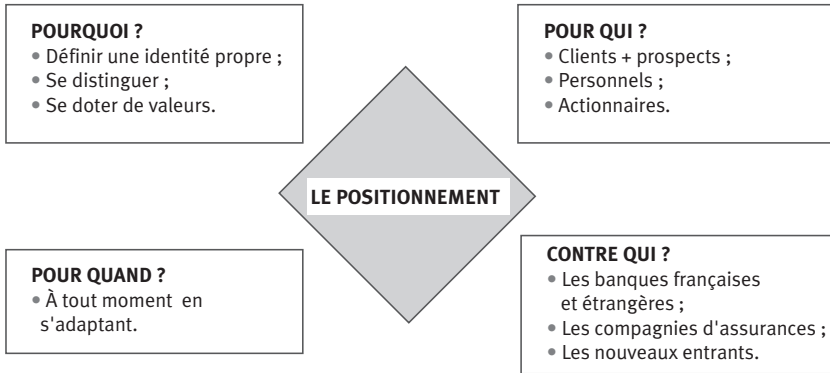 POURQUOI ?
• Définir une identité propre ;
• Se distinguer ;
• Se doter de valeurs.
POUR QUI ?
• Clients + prospects ;
• Personnels ;
• Actionnaires.
LE POSITIONNEMENT
POUR QUAND ?
• À tout moment en
s'adaptant.
CONTRE QUI ?
• Les banques françaises
et étrangères ;
• Les compagnies d'assurances ;
• Les nouveaux entrants.